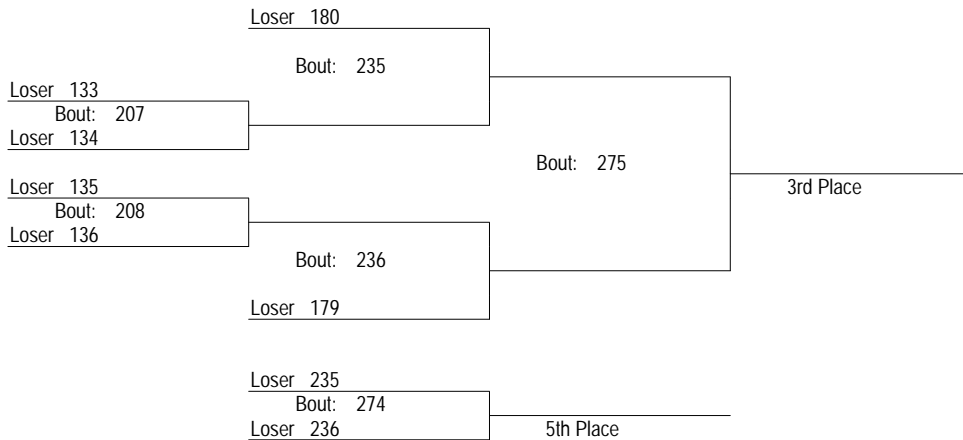 Loser 180
Bout: 235
Loser 133
Bout: 207
Loser 134
Bout: 275
Loser 135
3rd Place
Bout: 208
Loser 136
Bout: 236
Loser 179
Loser 235
Bout: 274
Loser 236
5th Place